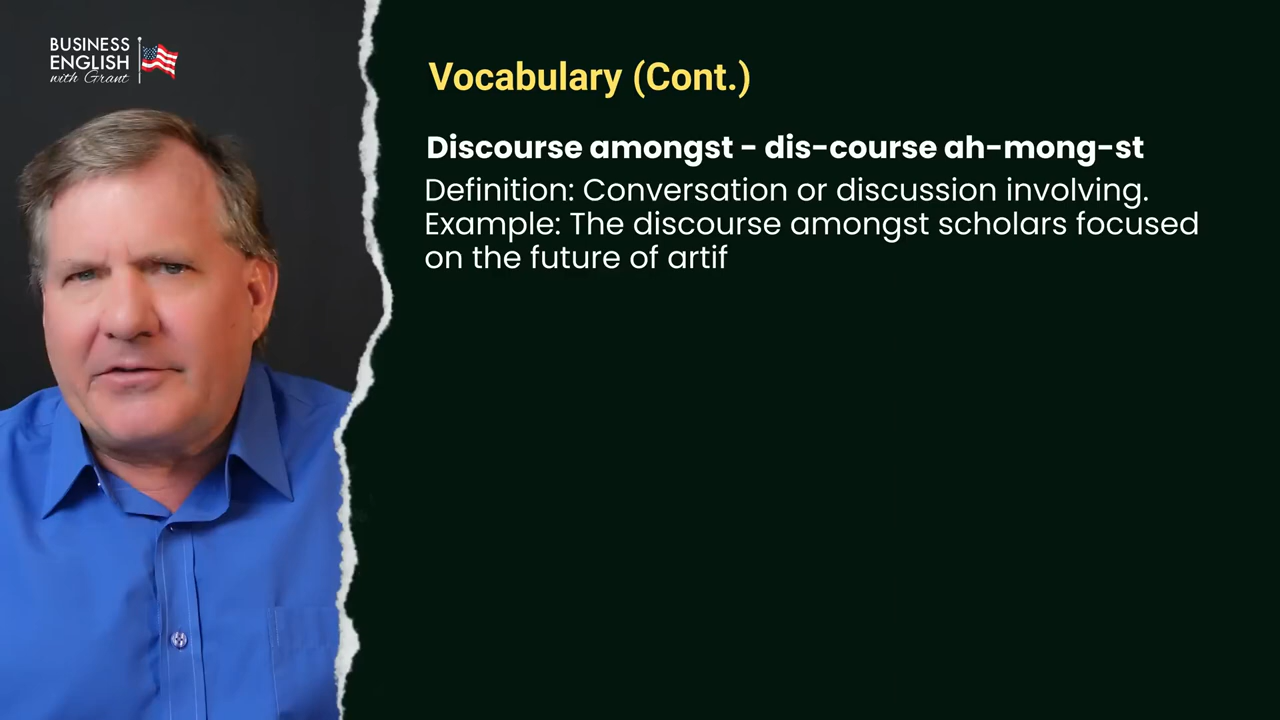 BUSINESS
ENGLISH
with Grant
Vocabulary (Cont.)
Discourse amongst - dis-course ah-mong-st
Definition: Conversation or discussion involving.
Example: The discourse amongst scholars focused
on the future of artif